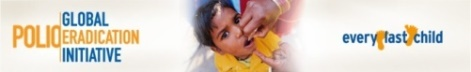 GLOBAL
POLIO ERADICATION
INITIATIVE
every last child